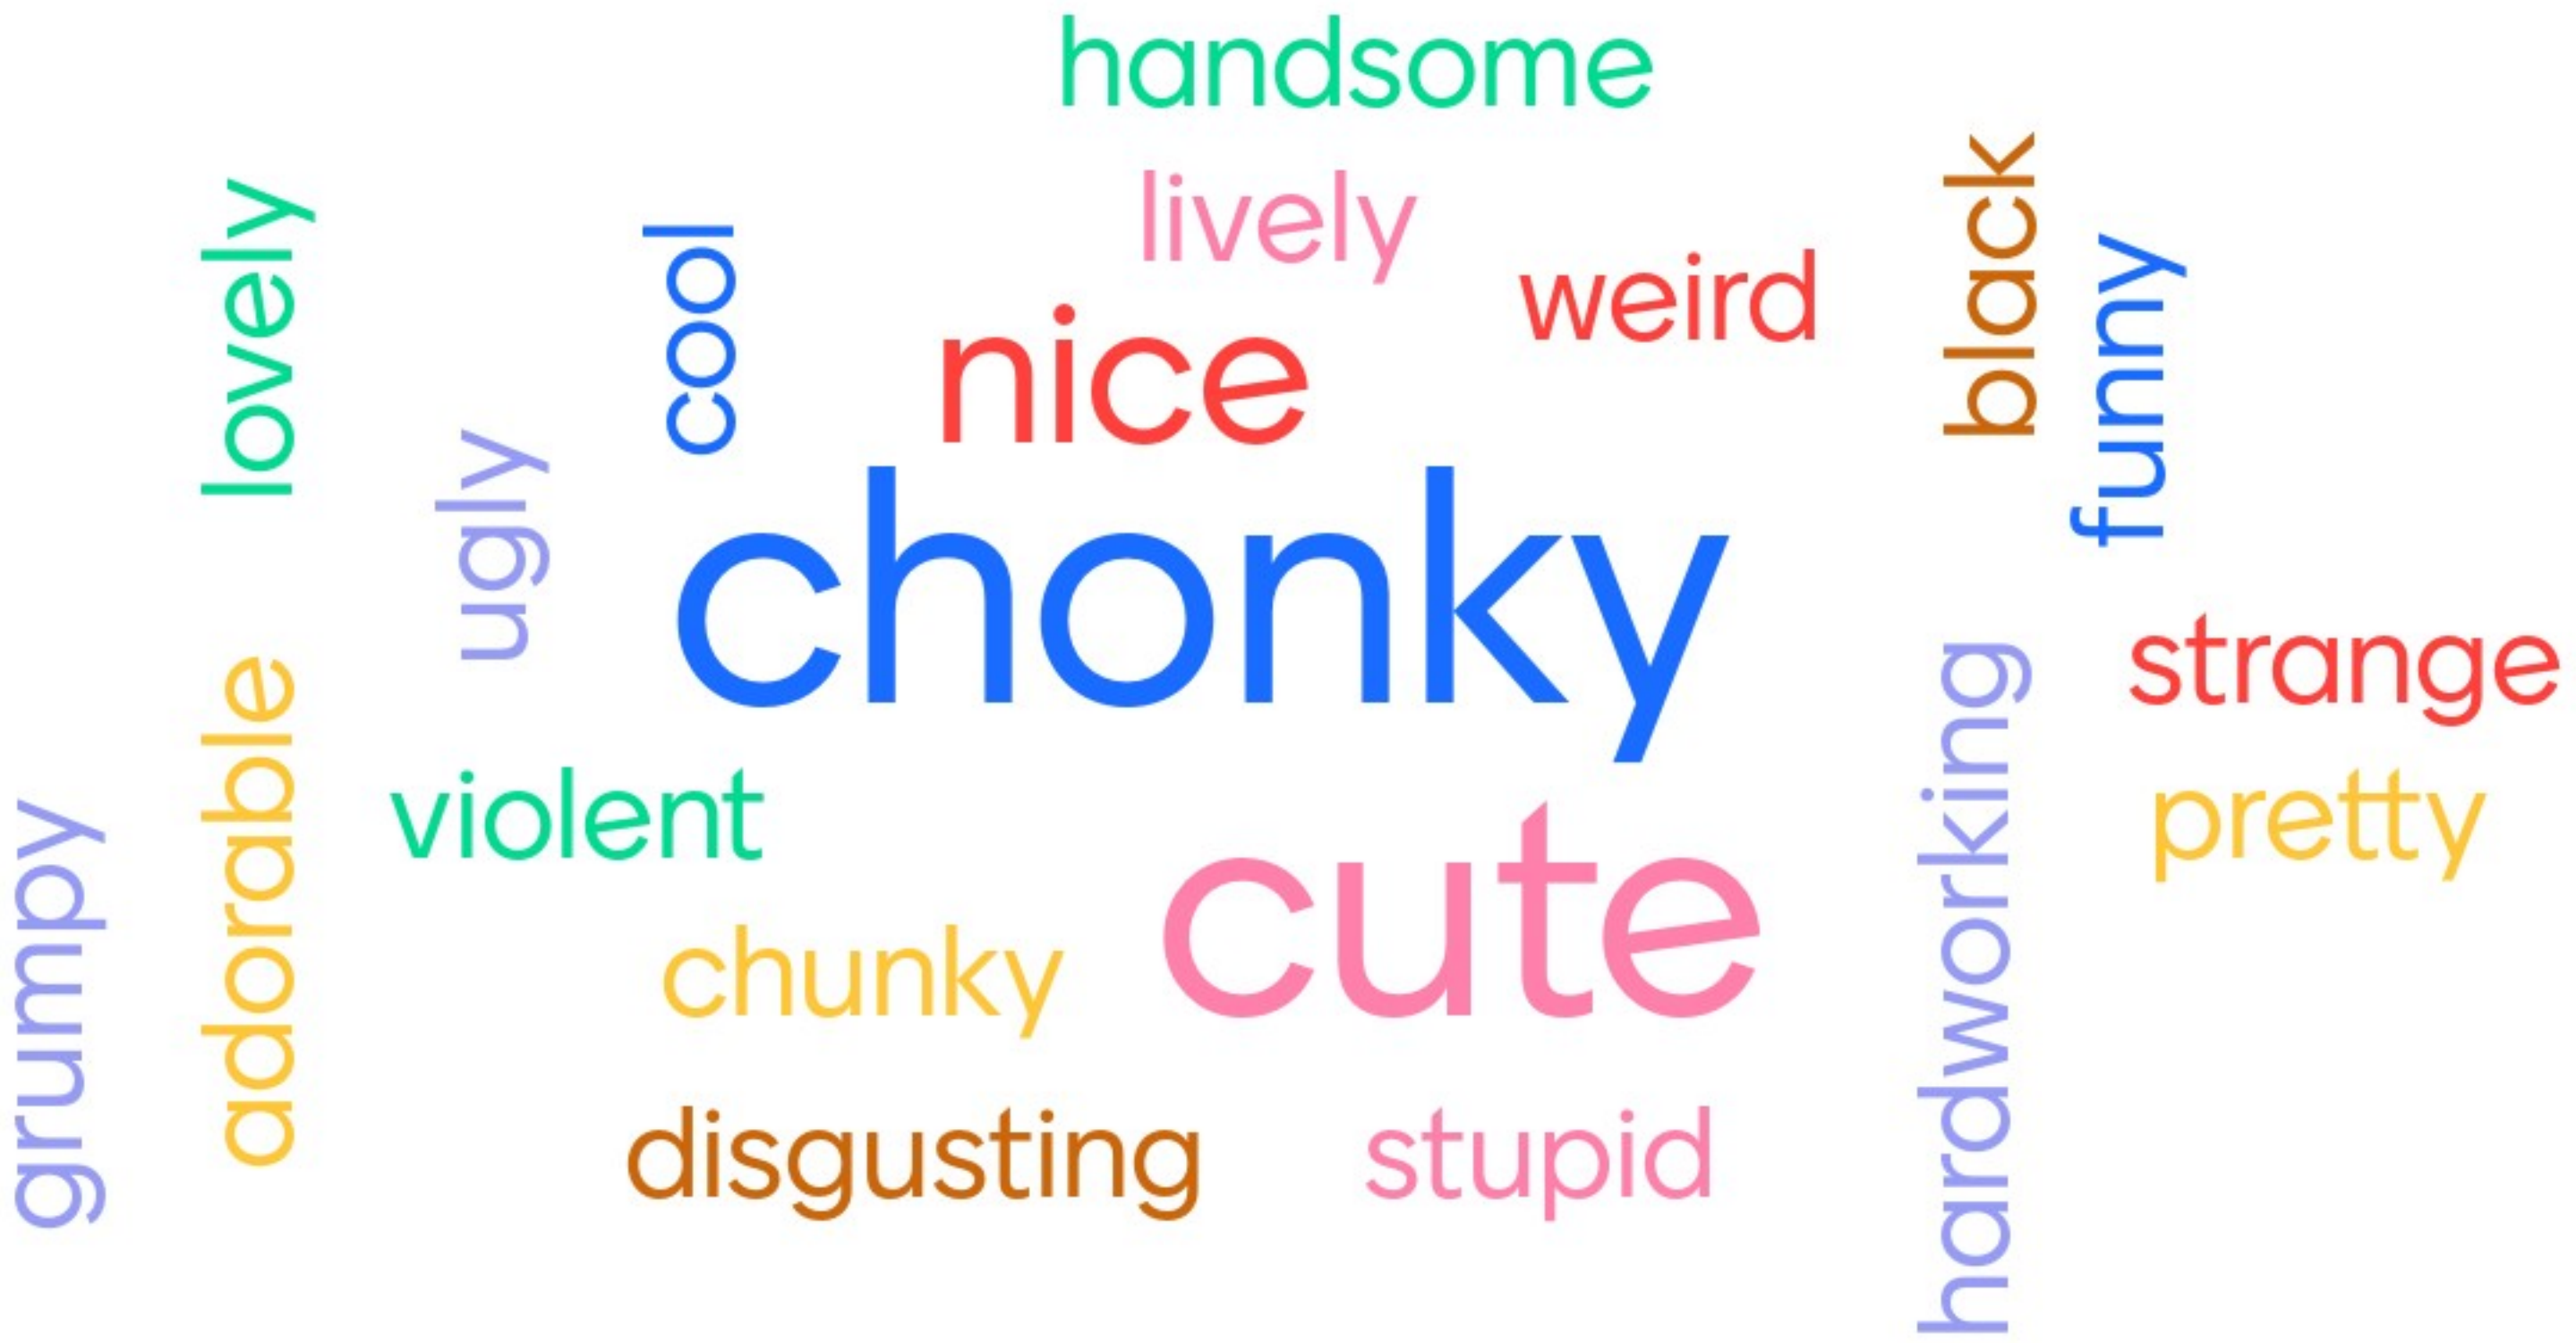 handsome
lively
lovely
cool
nice
weird
black
funny
ugly
chonky
strange
adorable
violent
hardworking
pretty
grumpy
chunky
cute
disgusting
stupid